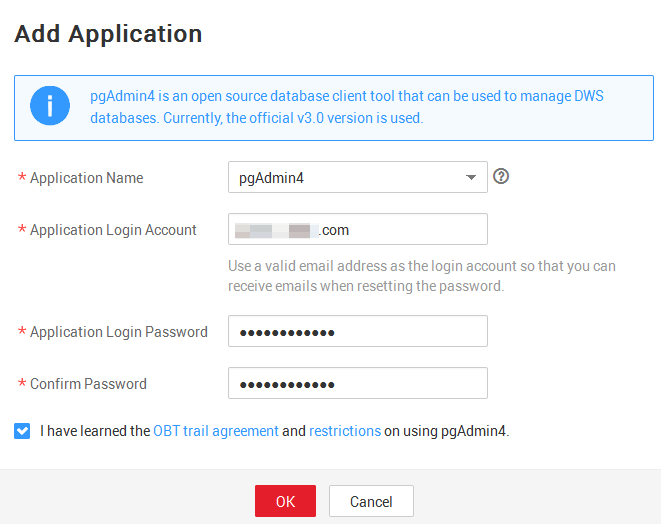 Add Application
pgAdmin4 is an open source database client tool that can be used to manage DWS
databases. Currently, the official v3.0 version is used.
* Application Name pgAdmin4
* Application Login Account .com
Use a valid email address as the login account so that you can
receive emails when resetting the password.
* Application Login Password ••••••••••••
* Confirm Password ••••••••••••
I have learned the OBT trail agreement and restrictions on using pgAdmin4.
OK Cancel